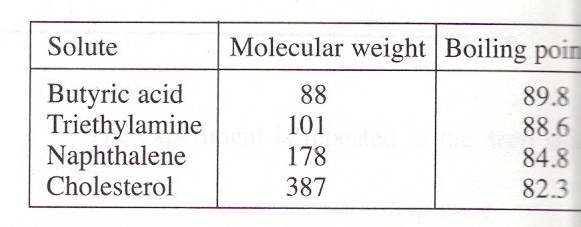 Solute Molecular weight Boiling poin
Butyric acid 88 89.8
Triethylamine 101 88.6
Naphthalene 178 84.8
Cholesterol 387 82.3